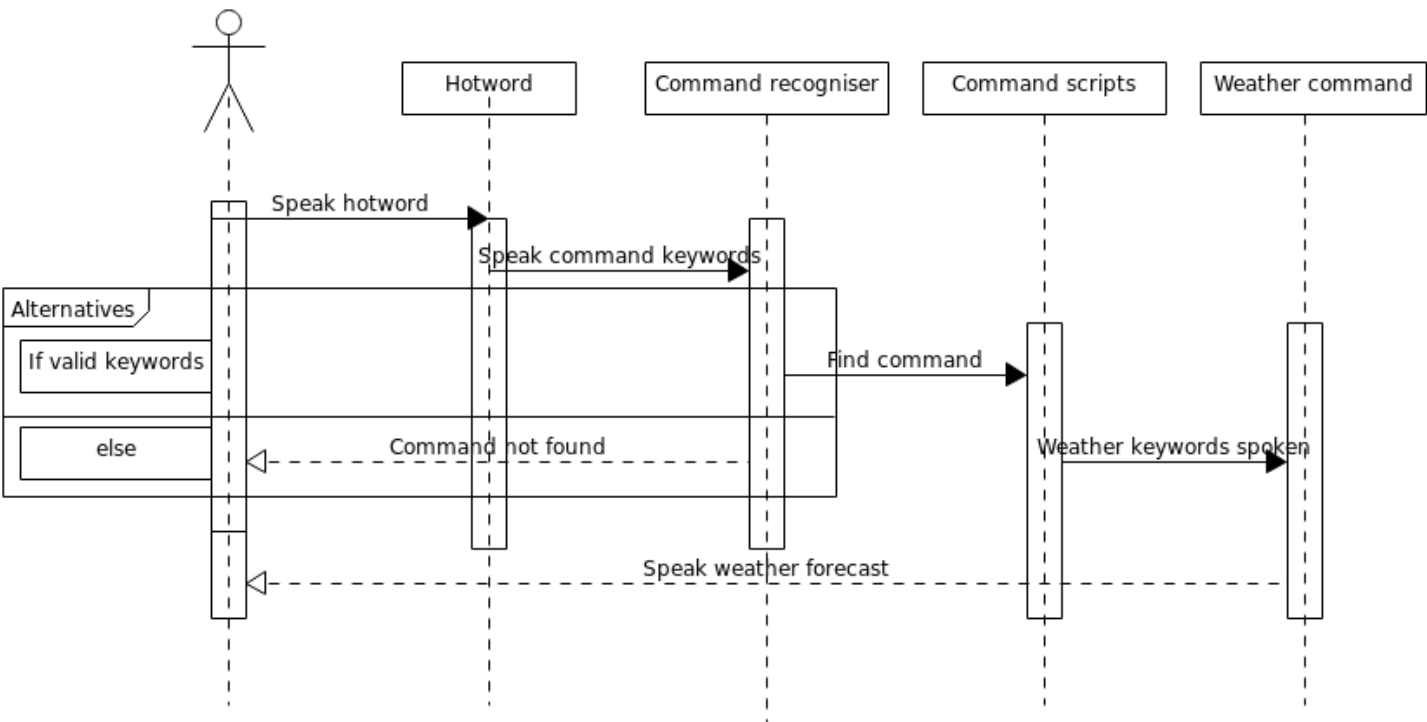 Hotword
Command recogniser
Command scripts
Weather command
Speak hotword
Speak command keywords
Alternatives
If valid keywords
Find command
else
Command not found
Weather keywords spoken
Speak weather forecast